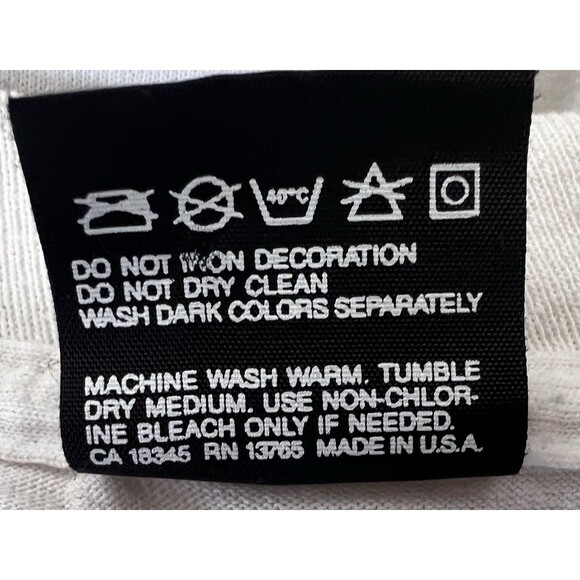 40°C
DO NOT IRON DECORATION
DO NOT DRY CLEAN
WASH DARK COLORS SEPARATELY
MACHINE WASH WARM. TUMBLE
DRY MEDIUM. USE NON-CHLOR-
INE BLEACH ONLY IF NEEDED.
CA 18345 RN 13765 MADE IN U.S.A.